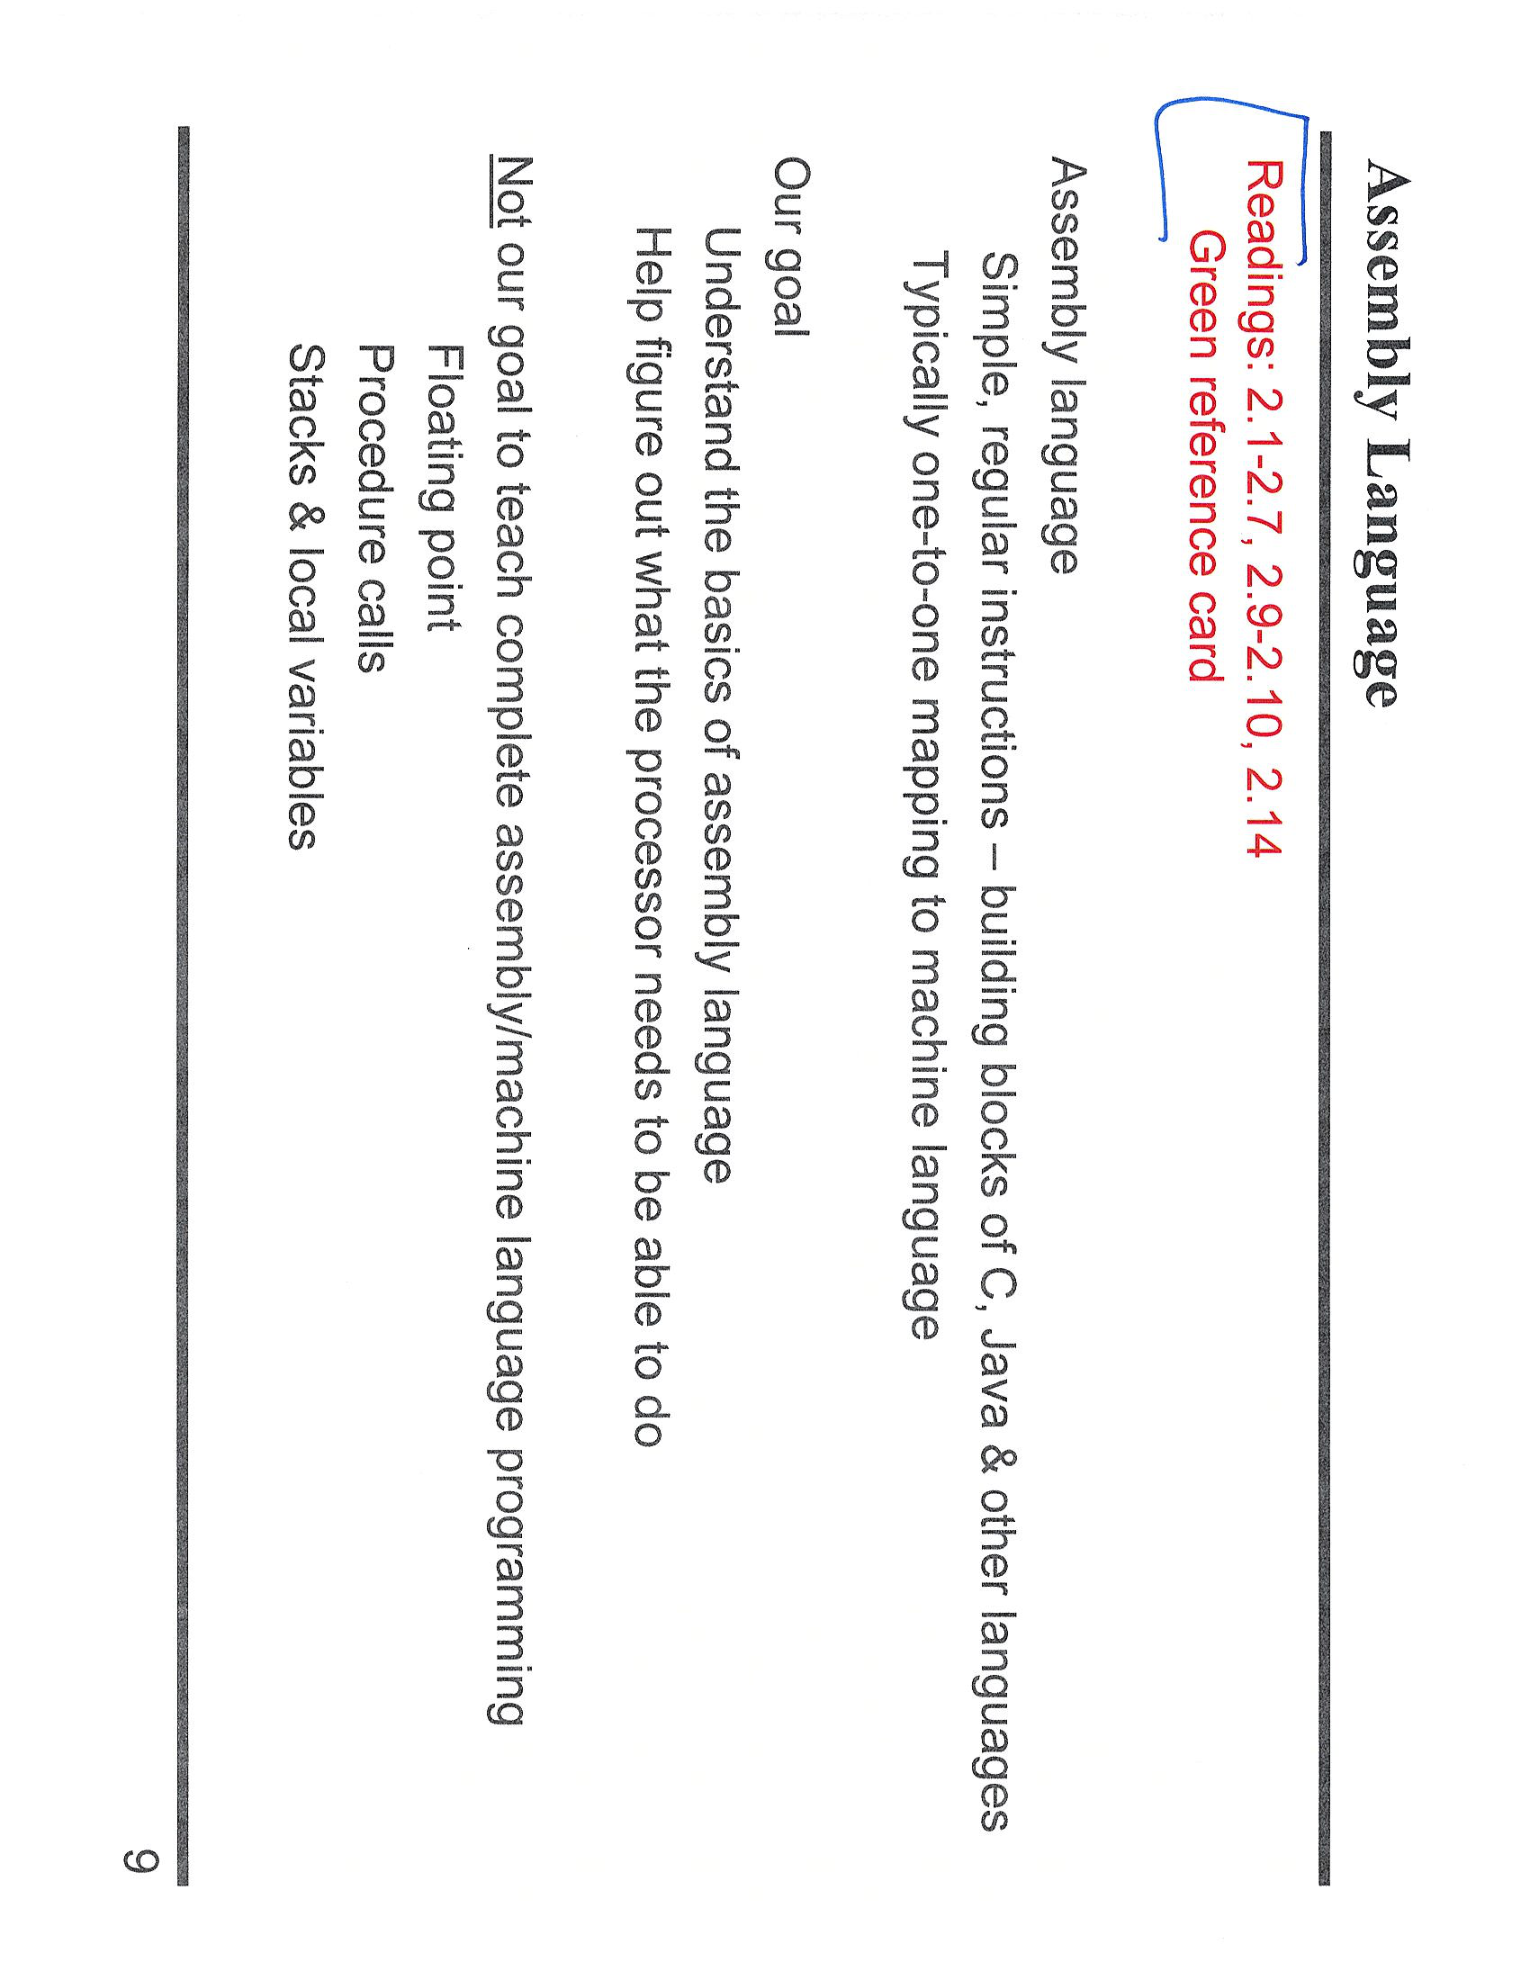 Assembly Language
Readings: 2.1-2.7, 2.9-2.10, 2.14
Green reference card
Assembly language
Simple, regular instructions – building blocks of C, Java & other languages
Typically one-to-one mapping to machine language
Our goal
Understand the basics of assembly language
Help figure out what the processor needs to be able to do
Not our goal to teach complete assembly/machine language programming
Floating point
Procedure calls
Stacks & local variables
9